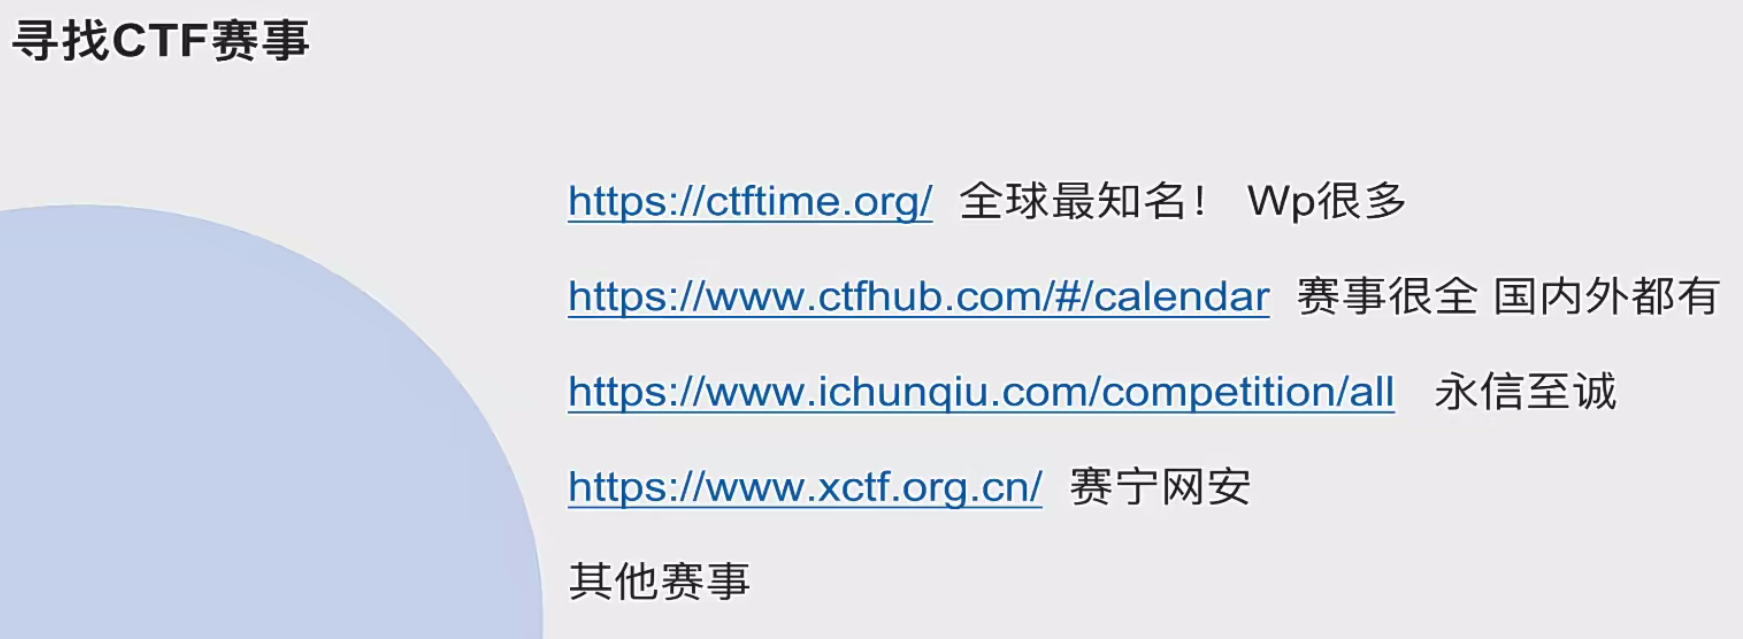 寻找CTF赛事
https://ctftime.org/ 全球最知名！ Wp很多
https://www.ctfhub.com/#/calendar 赛事很全 国内外都有
https://www.ichunqiu.com/competition/all 永信至诚
https://www.xctf.org.cn/ 赛宁网安
其他赛事